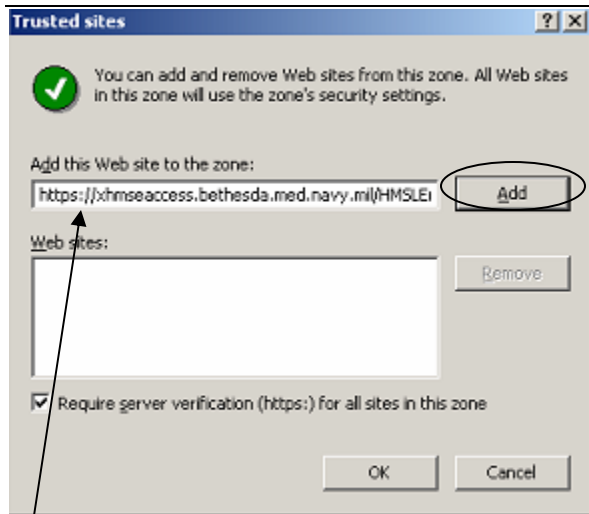 Trusted sites
You can add and remove Web sites from this zone. All Web sites
in this zone will use the zone's security settings.
Add this Web site to the zone:
https://xhmseaccess.bethesda.med.navy.mil/HMSLE
Add
Web sites:
Remove
Require server verification (https:) for all sites in this zone
OK
Cancel